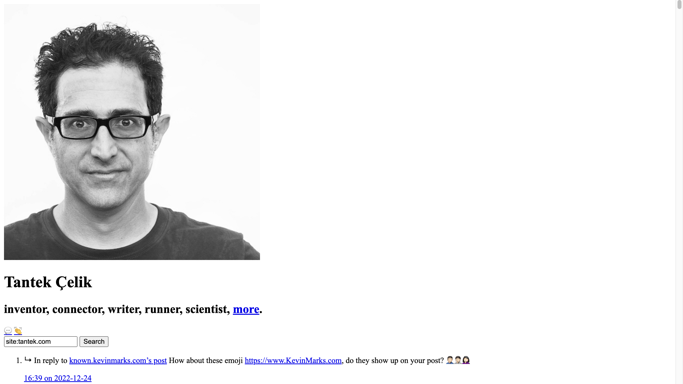 Tantek Çelik
inventor, connector, writer, runner, scientist, more.
💬 👏
site:tantek.com Search
1. ↪ In reply to known.kevinmarks.com's post How about these emoji https://www.KevinMarks.com, do they show up on your post?
16:39 on 2022-12-24